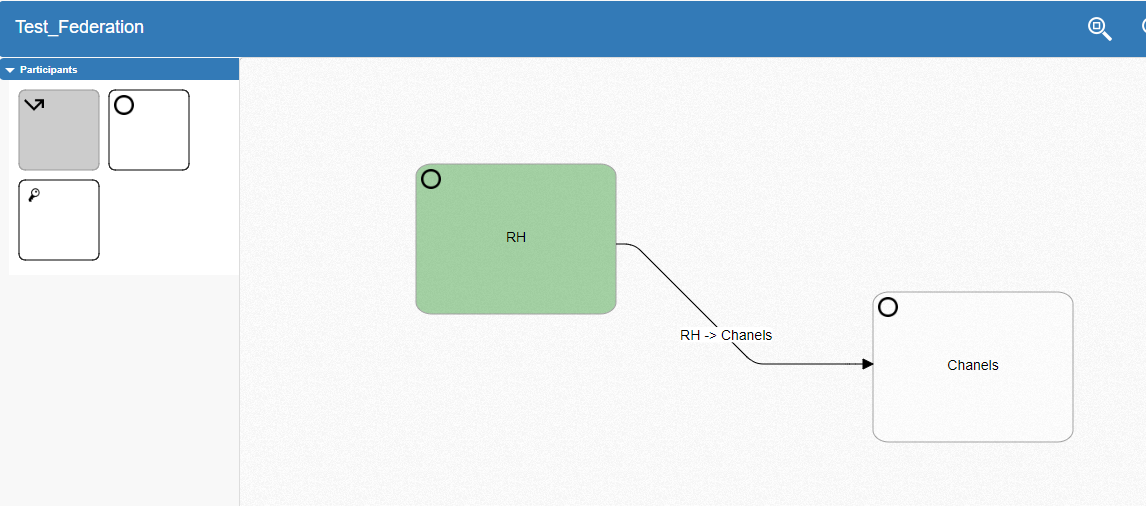 Test_Federation
Participants
RH
RH -> Chanels
Chanels